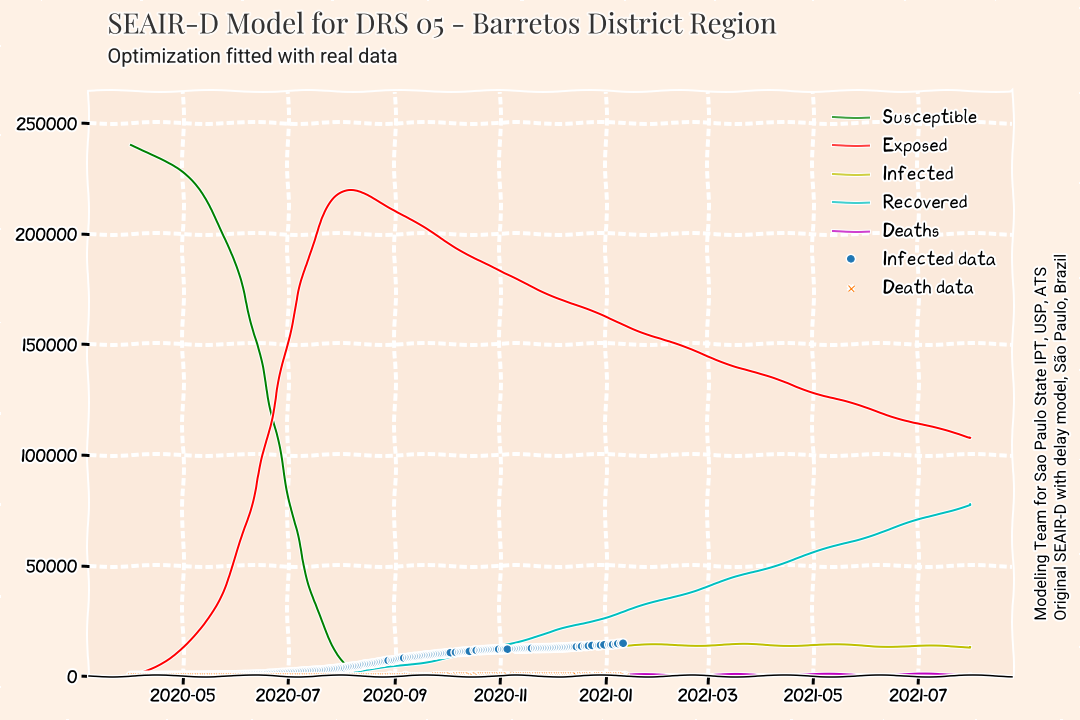 SEAIR-D Model for DRS 05 - Barretos District Region
Optimization fitted with real data
250000
200000
150000
100000
50000
0
2020-05
2020-07
2020-09
2020-11
2021-01
2021-03
2021-05
2021-07
Susceptible
Exposed
Infected
Recovered
Deaths
Infected data
Death data
Modeling Team for Sao Paulo State IPT, USP, ATS
Original SEAIR-D with delay model, São Paulo, Brazil